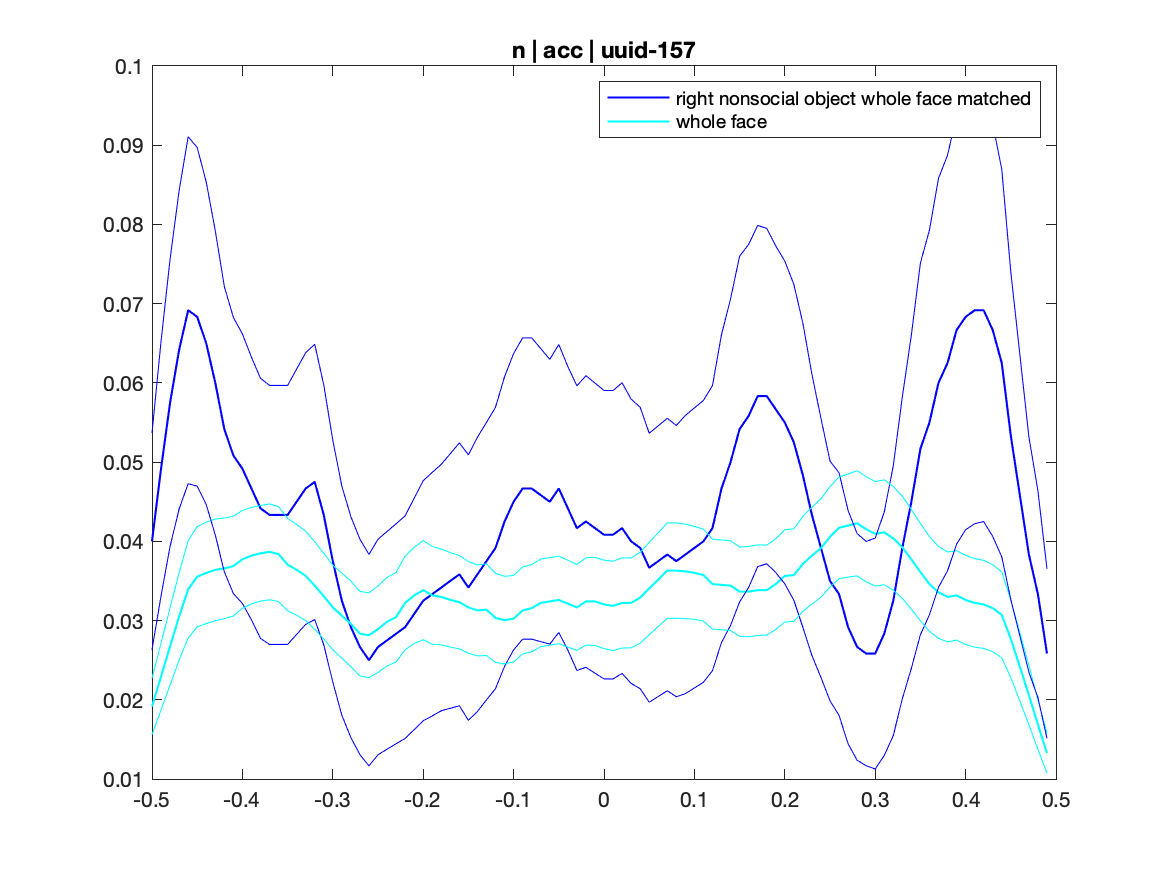 n | acc | uuid-157
right nonsocial object whole face matched
whole face
0.1
0.09
0.08
0.07
0.06
0.05
0.04
0.03
0.02
0.01
-0.5 -0.4 -0.3 -0.2 -0.1 0 0.1 0.2 0.3 0.4 0.5